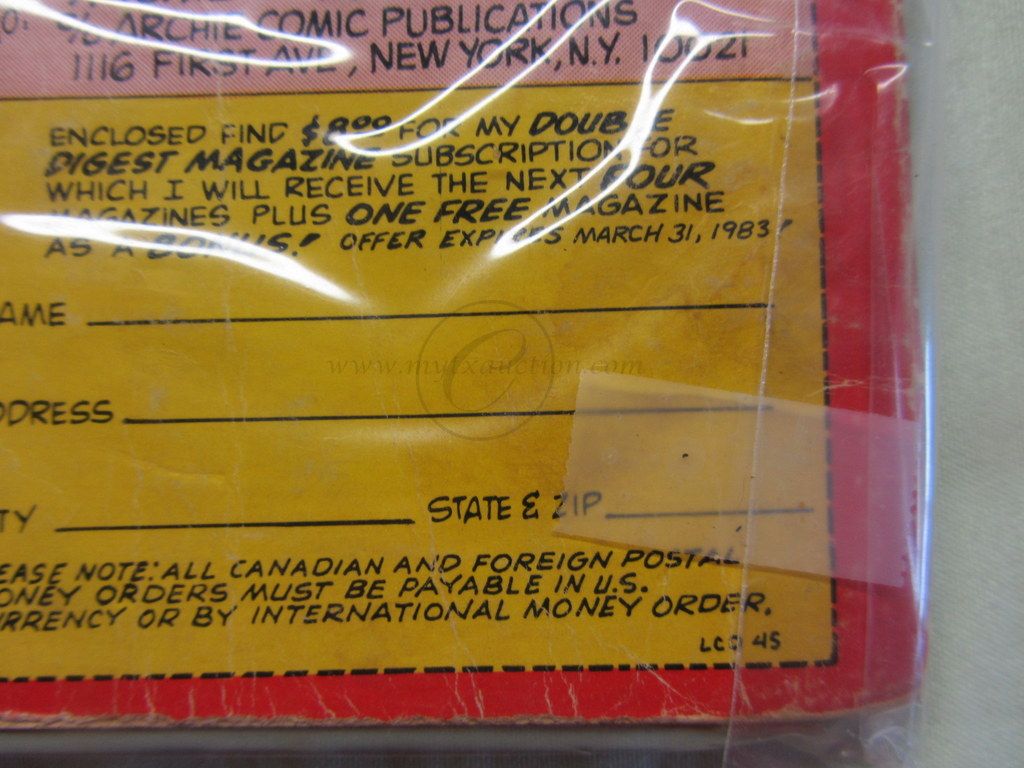 ARCHIE COMIC PUBLICATIONS
1116 FIRST AVE, NEW YORK, N.Y. 10021
ENCLOSED FIND $8.00 FOR MY DOUBLE
DIGEST MAGAZINE SUBSCRIPTION FOR
WHICH I WILL RECEIVE THE NEXT FOUR
MAGAZINES PLUS ONE FREE MAGAZINE
AS A BONUS! OFFER EXPIRES MARCH 31, 1983!
AME
DDRESS
TY STATE & ZIP
EASE NOTE: ALL CANADIAN AND FOREIGN POSTAL
ONEY ORDERS MUST BE PAYABLE IN U.S.
RRENCY OR BY INTERNATIONAL MONEY ORDER.
LCD 45
C